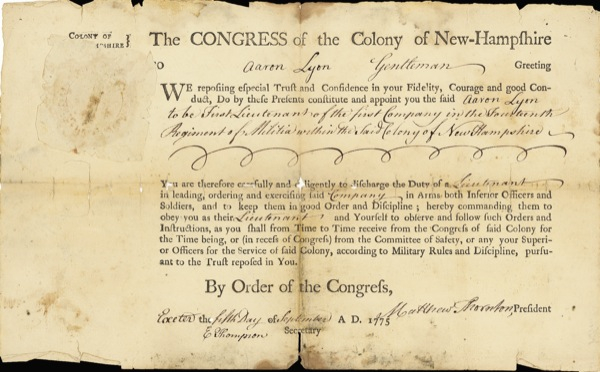 COLONY OF
The CONGRESS of the Colony of New-Hampſhire
TO Aaron Lyon Gentleman Greeting
WE repoſing eſpecial Truſt and Confidence in your Fidelity, Courage and good Con-
duct, Do by theſe Preſents conſtitute and appoint you the ſaid Aaron Lyon
to be First Lieutenant of the first Company in the Fourteenth
Regiment of Militia within the said Colony of New Hampshire
You are therefore carefully and diligently to diſcharge the Duty of a Lieutenant
in leading, ordering and exerciſing ſaid Company in Arms both Inferior Officers and
Soldiers, and to keep them in good Order and Diſcipline; hereby commanding them to
obey you as their Lieutenant and Yourſelf to obſerve and follow ſuch Orders and
Inſtructions, as you ſhall from Time to Time receive from the Congreſs of ſaid Colony for
the Time being, or (in receſs of Congreſs) from the Committee of Safety, or any your Superi-
or Officers for the Service of ſaid Colony, according to Military Rules and Diſcipline, purſu-
ant to the Truſt repoſed in You.
By Order of the Congreſs,
Matthew Thornton, President
Exeter the fifth Day of September A D. 1775
E Thompson Secretary